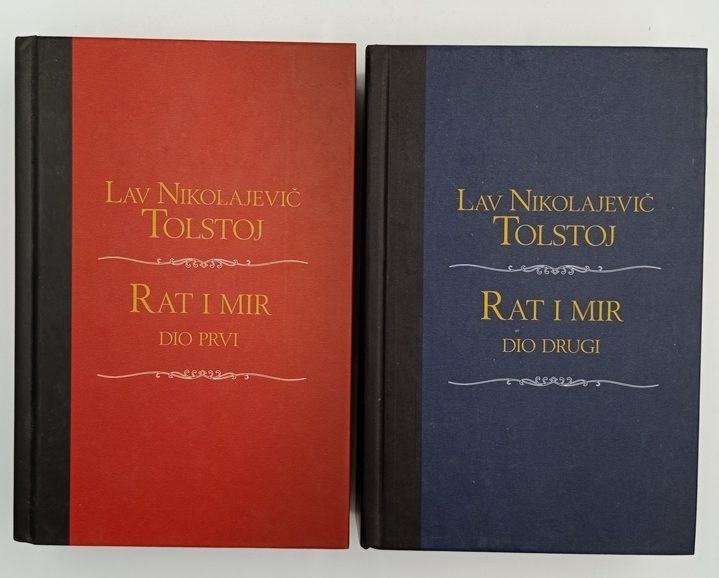 LAV NIKOLAJEVIČ
TOLSTOJ
RAT I MIR
DIO PRVI
LAV NIKOLAJEVIČ
TOLSTOJ
RAT I MIR
DIO DRUGI